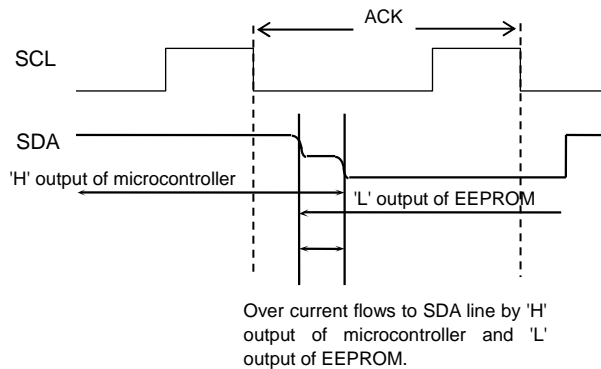 ACK
SCL
SDA
'H' output of microcontroller
'L' output of EEPROM
Over current flows to SDA line by 'H'
output of microcontroller and 'L'
output of EEPROM.